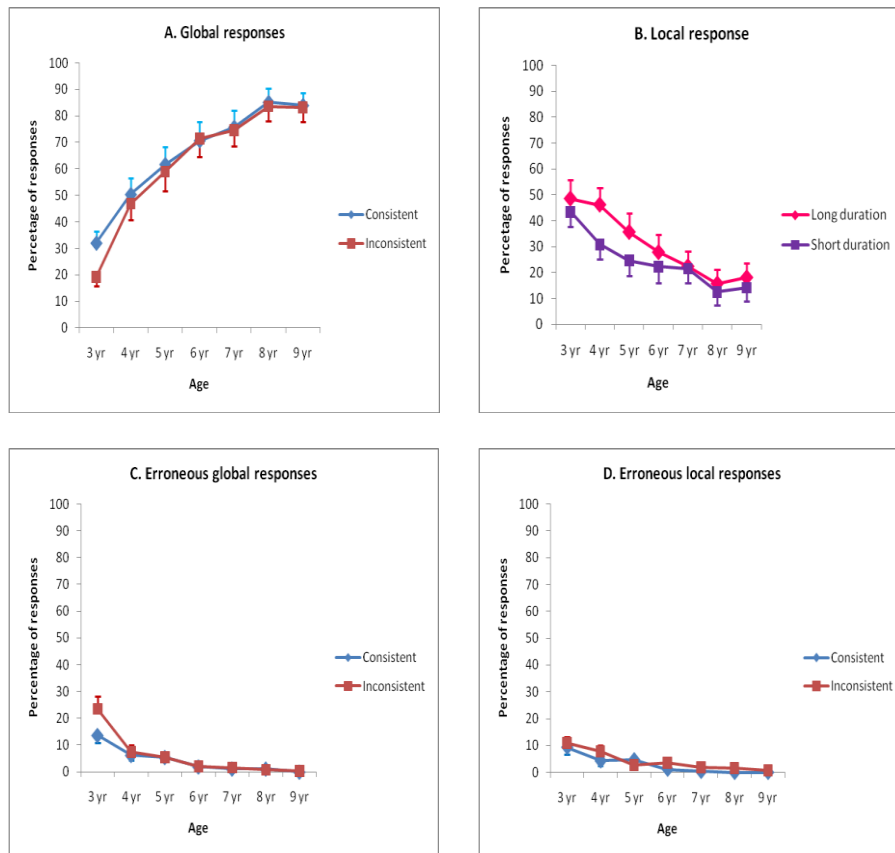 A. Global responses
Percetage of responses
100
90
80
70
60
50
40
30
20
10
0
3 yr 4 yr 5 yr 6 yr 7 yr 8 yr 9 yr
Age
Consistent
Inconsistent
B. Local response
Percentage of responses
100
90
80
70
60
50
40
30
20
10
0
3 yr 4 yr 5 yr 6 yr 7 yr 8 yr 9 yr
Age
Long duration
Short duration
C. Erroneous global responses
Percentage of responses
100
90
80
70
60
50
40
30
20
10
0
3 yr 4 yr 5 yr 6 yr 7 yr 8 yr 9 yr
Age
Consistent
Inconsistent
D. Erroneous local responses
Percentage of responses
100
90
80
70
60
50
40
30
20
10
0
3 yr 4 yr 5 yr 6 yr 7 yr 8 yr 9 yr
Age
Consistent
Inconsistent